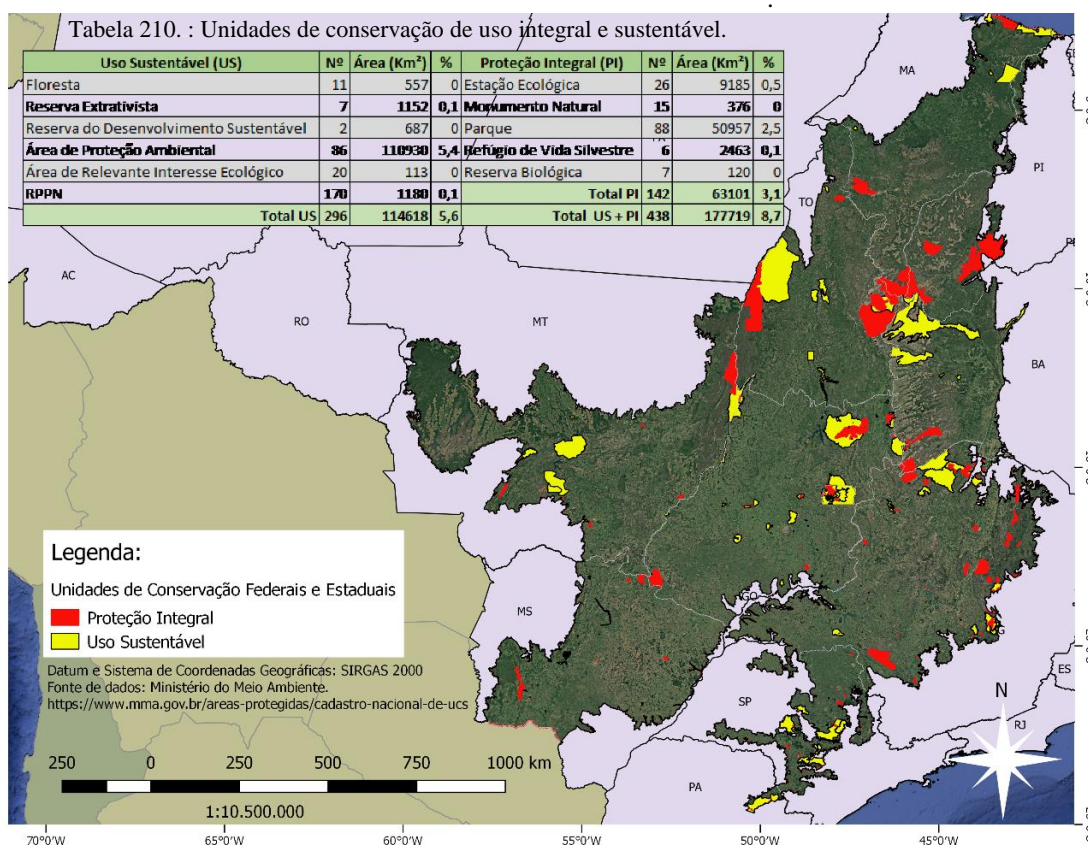 Tabela 210. : Unidades de conservação de uso integral e sustentável.
Uso Sustentável (US) Nº Área (Km²) % Proteção Integral (PI) Nº Área (Km²) %
Floresta 11 557 0 Estação Ecológica 26 9185 0,5
Reserva Extrativista 7 1152 0,1 Monumento Natural 15 376 0
Reserva do Desenvolvimento Sustentável 2 687 0 Parque 88 50957 2,5
Área de Proteção Ambiental 86 110930 5,4 Refúgio de Vida Silvestre 6 2463 0,1
Área de Relevante Interesse Ecológico 20 113 0 Reserva Biológica 7 120 0
RPPN 170 1180 0,1 Total PI 142 63101 3,1
Total US 296 114618 5,6 Total US + PI 438 177719 8,7
MA
PI
TO
AC
RO
MT
BA
GO
MS
ES
SP
RJ
PA
N
Legenda:
Unidades de Conservação Federais e Estaduais
Proteção Integral
Uso Sustentável
Datum e Sistema de Coordenadas Geográficas: SIRGAS 2000
Fonte de dados: Ministério do Meio Ambiente.
https://www.mma.gov.br/areas-protegidas/cadastro-nacional-de-ucs
250 0 250 500 750 1000 km
1:10.500.000
70°0'0"W 65°0'0"W 60°0'0"W 55°0'0"W 50°0'0"W 45°0'0"W